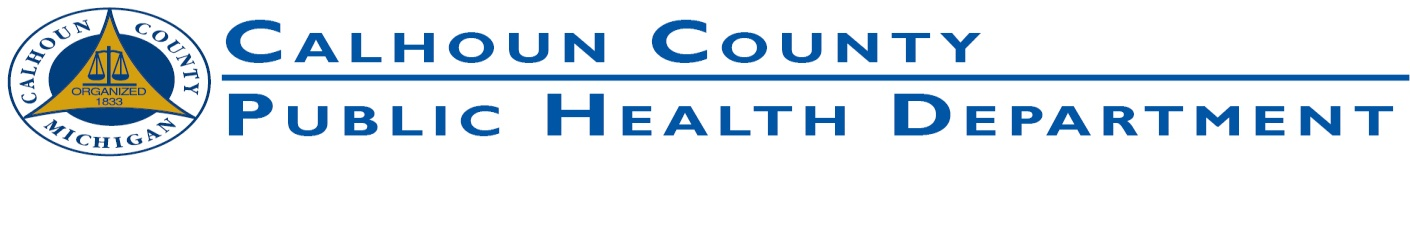 CALHOUN COUNTY
MICHIGAN
ORGANIZED
1833
CALHOUN COUNTY
PUBLIC HEALTH DEPARTMENT